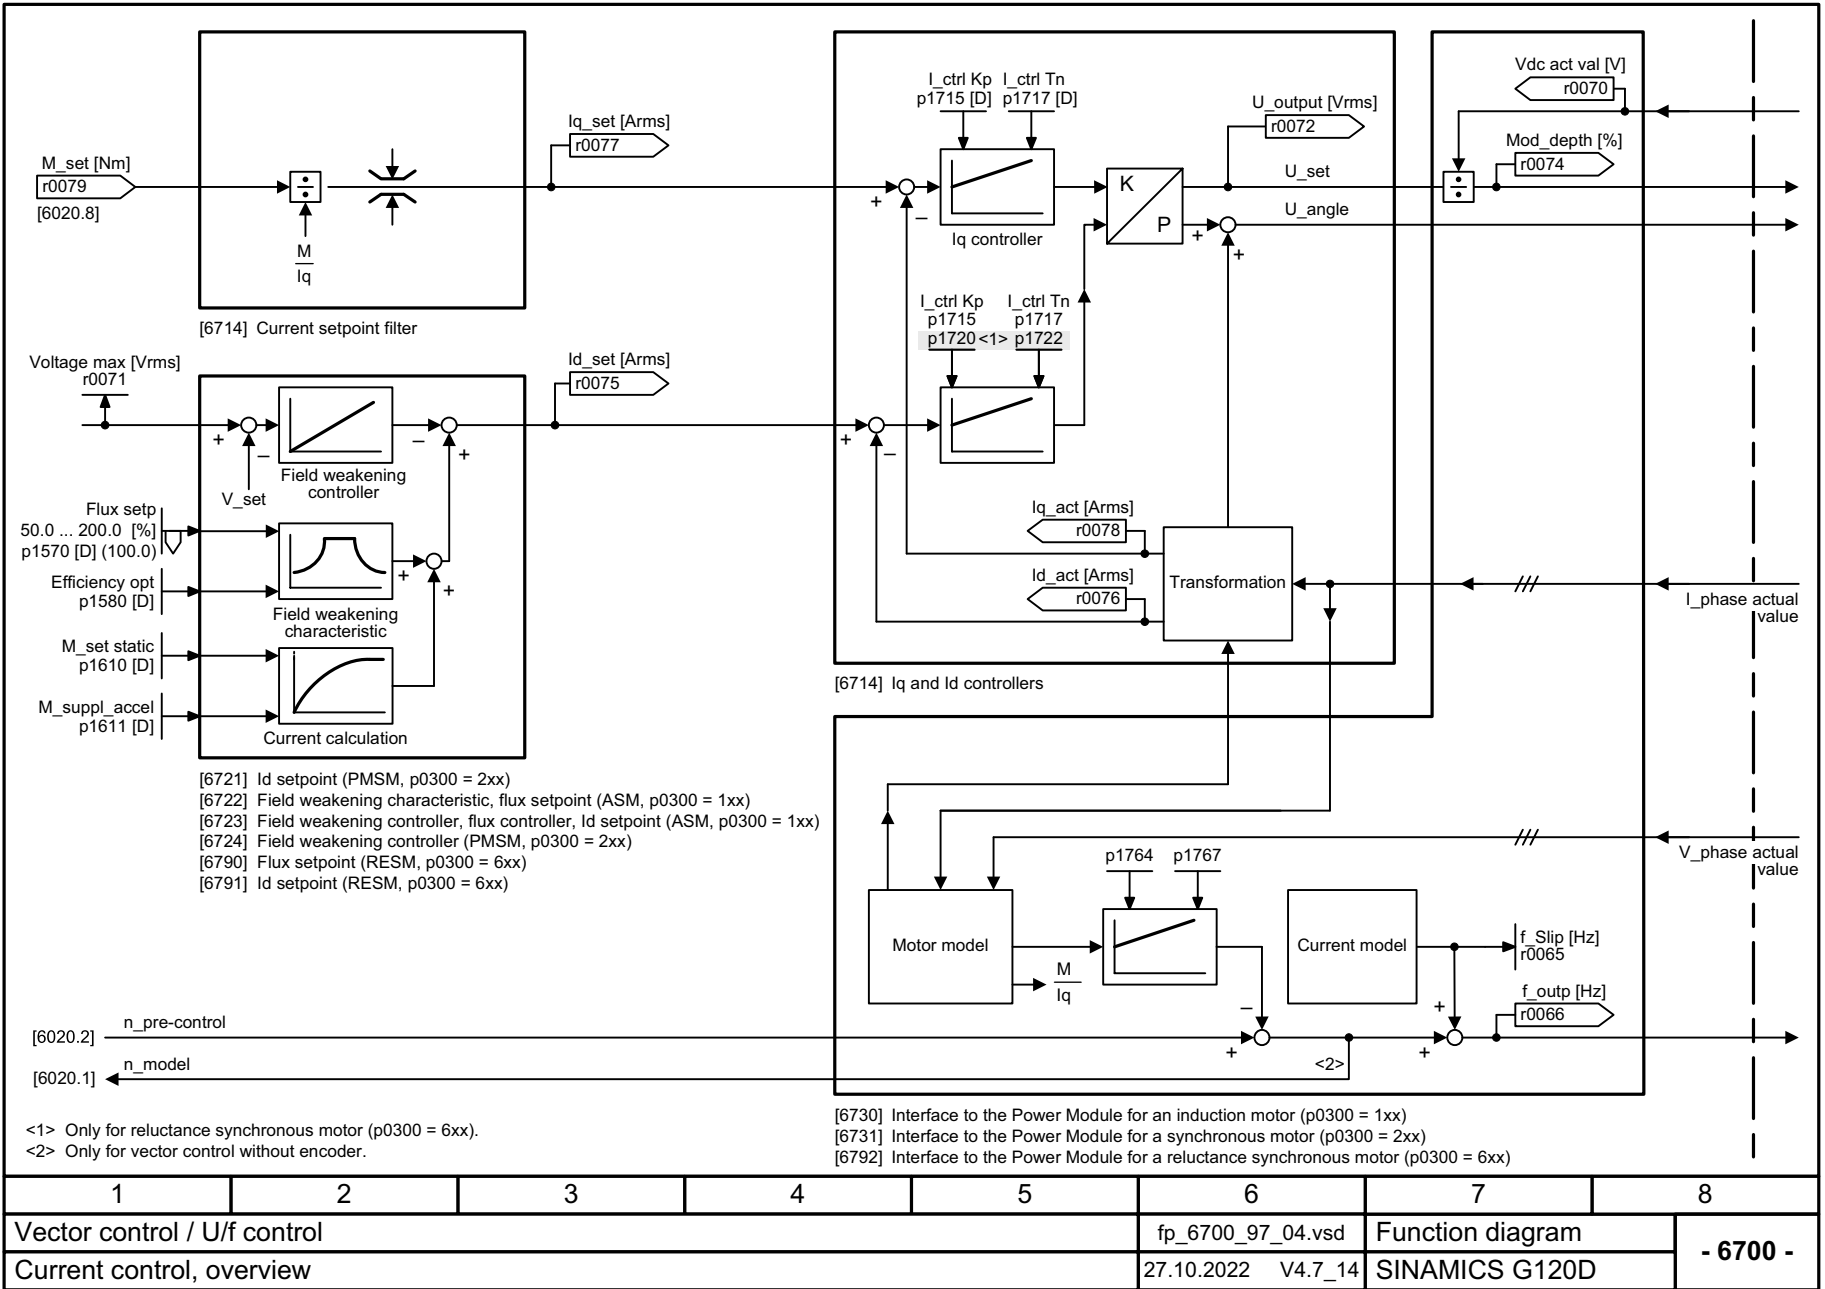 M_set [Nm]
r0079
[6020.8]
÷
M
Iq
[6714] Current setpoint filter
Iq_set [Arms]
r0077
Voltage max [Vrms]
r0071
+
–
V_set
Field weakening
controller
–
+
Flux setp
50.0 ... 200.0 [%]
p1570 [D] (100.0)
Efficiency opt
p1580 [D]
Field weakening
characteristic
+
+
M_set static
p1610 [D]
M_suppl_accel
p1611 [D]
Current calculation
Id_set [Arms]
r0075
[6721] Id setpoint (PMSM, p0300 = 2xx)
[6722] Field weakening characteristic, flux setpoint (ASM, p0300 = 1xx)
[6723] Field weakening controller, flux controller, Id setpoint (ASM, p0300 = 1xx)
[6724] Field weakening controller (PMSM, p0300 = 2xx)
[6790] Flux setpoint (RESM, p0300 = 6xx)
[6791] Id setpoint (RESM, p0300 = 6xx)
I_ctrl Kp I_ctrl Tn
p1715 [D] p1717 [D]
+
–
Iq controller
K
P
U_output [Vrms]
r0072
U_set
U_angle
+
+
I_ctrl Kp I_ctrl Tn
p1715 p1717
p1720 <1> p1722
+
–
Iq_act [Arms]
r0078
Id_act [Arms]
r0076
Transformation
[6714] Iq and Id controllers
Vdc act val [V]
r0070
Mod_depth [%]
r0074
÷
I_phase actual
value
V_phase actual
value
p1764 p1767
Motor model
M
Iq
Current model
f_Slip [Hz]
r0065
f_outp [Hz]
r0066
–
+
+
+
<2>
[6020.2] n_pre-control
[6020.1] n_model
<1> Only for reluctance synchronous motor (p0300 = 6xx).
<2> Only for vector control without encoder.
[6730] Interface to the Power Module for an induction motor (p0300 = 1xx)
[6731] Interface to the Power Module for a synchronous motor (p0300 = 2xx)
[6792] Interface to the Power Module for a reluctance synchronous motor (p0300 = 6xx)
1 2 3 4 5 6 7 8
Vector control / U/f control
fp_6700_97_04.vsd
Function diagram
- 6700 -
Current control, overview
27.10.2022 V4.7_14
SINAMICS G120D